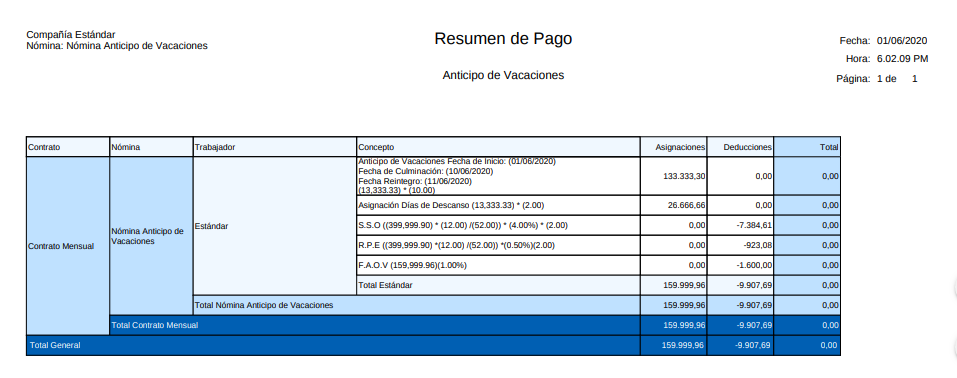 Compañía Estándar
Nómina: Nómina Anticipo de Vacaciones
Resumen de Pago
Anticipo de Vacaciones
Fecha: 01/06/2020
Hora: 6.02.09 PM
Página: 1 de 1
Contrato Nómina Trabajador Concepto Asignaciones Deducciones Total
Contrato Mensual
Nómina Anticipo de
Vacaciones
Estándar
Anticipo de Vacaciones Fecha de Inicio: (01/06/2020)
Fecha de Culminación: (10/06/2020)
Fecha Reintegro: (11/06/2020)
(13,333.33) * (10.00)
133.333,30 0,00 0,00
Asignación Días de Descanso (13,333.33) * (2.00) 26.666,66 0,00 0,00
S.S.O ((399,999.90) * (12.00) /(52.00)) * (4.00%) * (2.00) 0,00 -7.384,61 0,00
R.P.E ((399,999.90) *(12.00) /(52.00)) *(0.50%)(2.00) 0,00 -923,08 0,00
F.A.O.V (159,999.96)(1.00%) 0,00 -1.600,00 0,00
Total Estándar 159.999,96 -9.907,69 0,00
Total Nómina Anticipo de Vacaciones 159.999,96 -9.907,69 0,00
Total Contrato Mensual 159.999,96 -9.907,69 0,00
Total General 159.999,96 -9.907,69 0,00